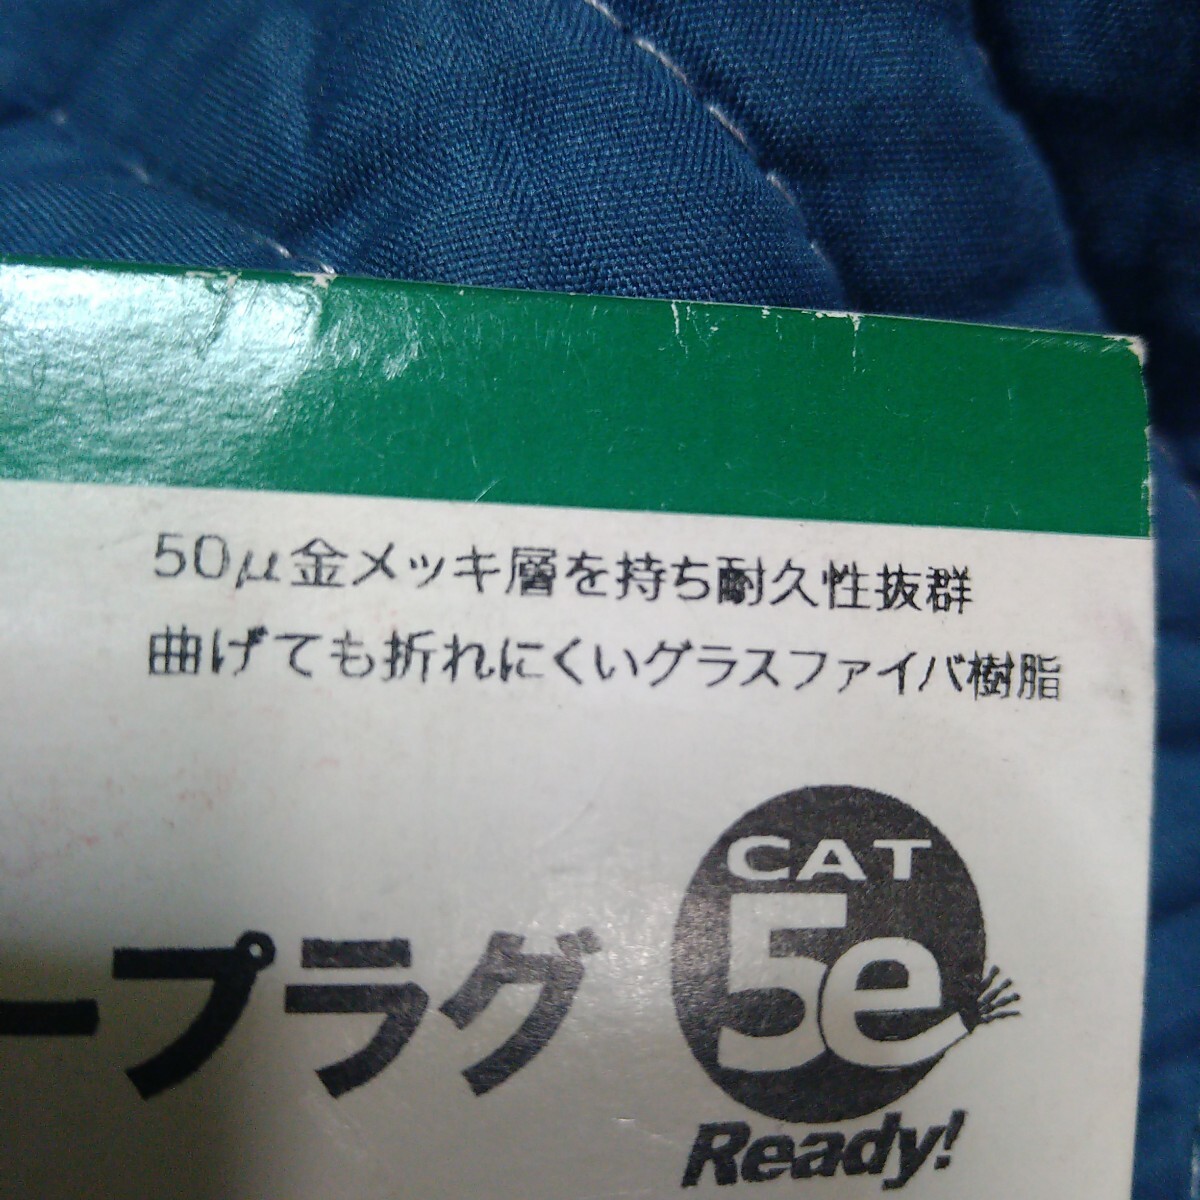 50μ金メッキ層を持ち耐久性抜群
曲げても折れにくいグラスファイバ樹脂
ープラグ
CAT
5e
Ready!